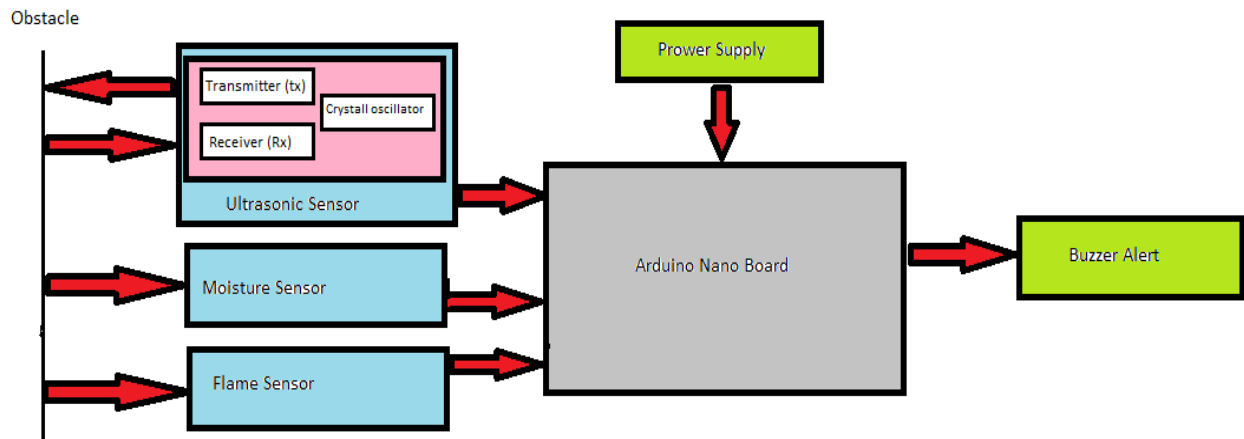 Obstacle
Prower Supply
Transmitter (tx)
Crystall oscillator
Receiver (Rx)
Ultrasonic Sensor
Arduino Nano Board
Buzzer Alert
Moisture Sensor
Flame Sensor